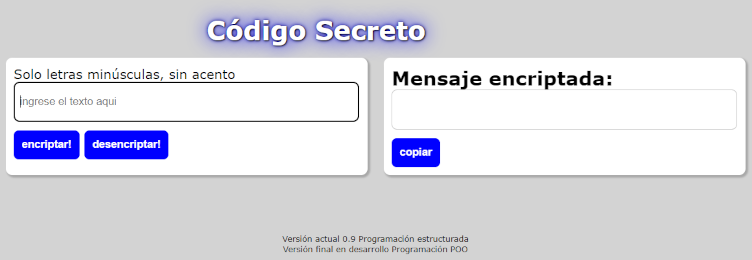 Código Secreto
Solo letras minúsculas, sin acento
ingrese el texto aqui
encriptar! desencriptar!
Mensaje encriptada:
copiar
Versión actual 0.9 Programación estructurada
Versión final en desarrollo Programación POO